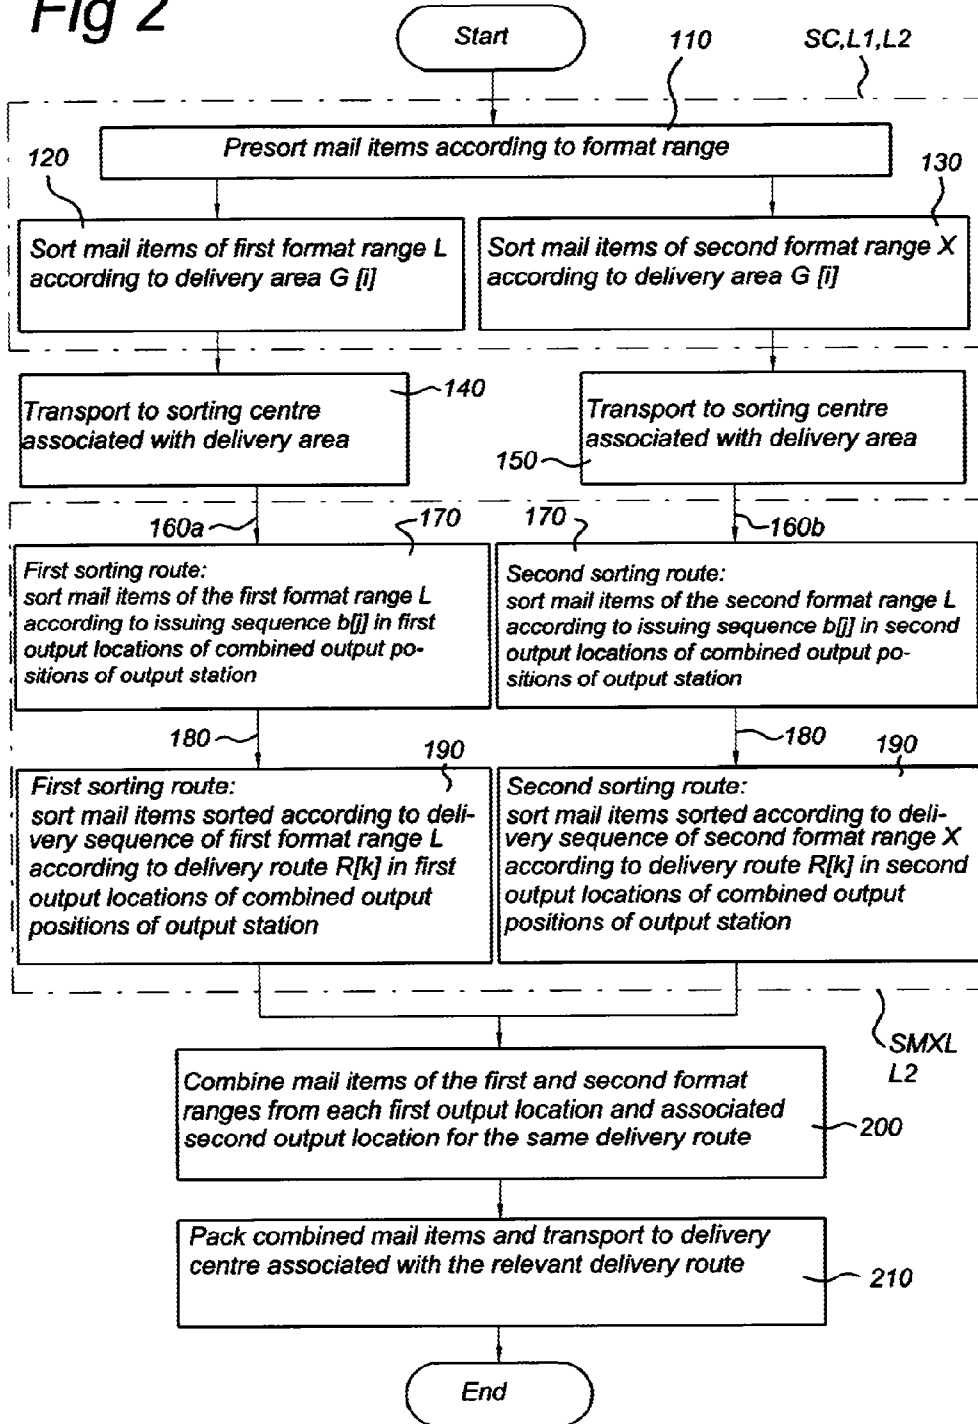 Fig 2
Start
110
SC,L1,L2
Presort mail items according to format range
120
130
Sort mail items of first format range L
according to delivery area G [i]
Sort mail items of second format range X
according to delivery area G [i]
Transport to sorting centre
associated with delivery area
140
Transport to sorting centre
associated with delivery area
150
160a
170
170
160b
First sorting route:
sort mail items of the first format range L
according to issuing sequence b[j] in first
output locations of combined output po-
sitions of output station
Second sorting route:
sort mail items of the second format range L
according to issuing sequence b[j] in second
output locations of combined output po-
sitions of output station
180
190
180
190
First sorting route:
sort mail items sorted according to deli-
very sequence of first format range L
according to delivery route R[k] in first
output locations of combined output
positions of output station
Second sorting route:
sort mail items sorted according to deli-
very sequence of second format range X
according to delivery route R[k] in second
output locations of combined output
positions of output station
SMXL
L2
Combine mail items of the first and second format
ranges from each first output location and associated
second output location for the same delivery route
200
Pack combined mail items and transport to delivery
centre associated with the relevant delivery route
210
End